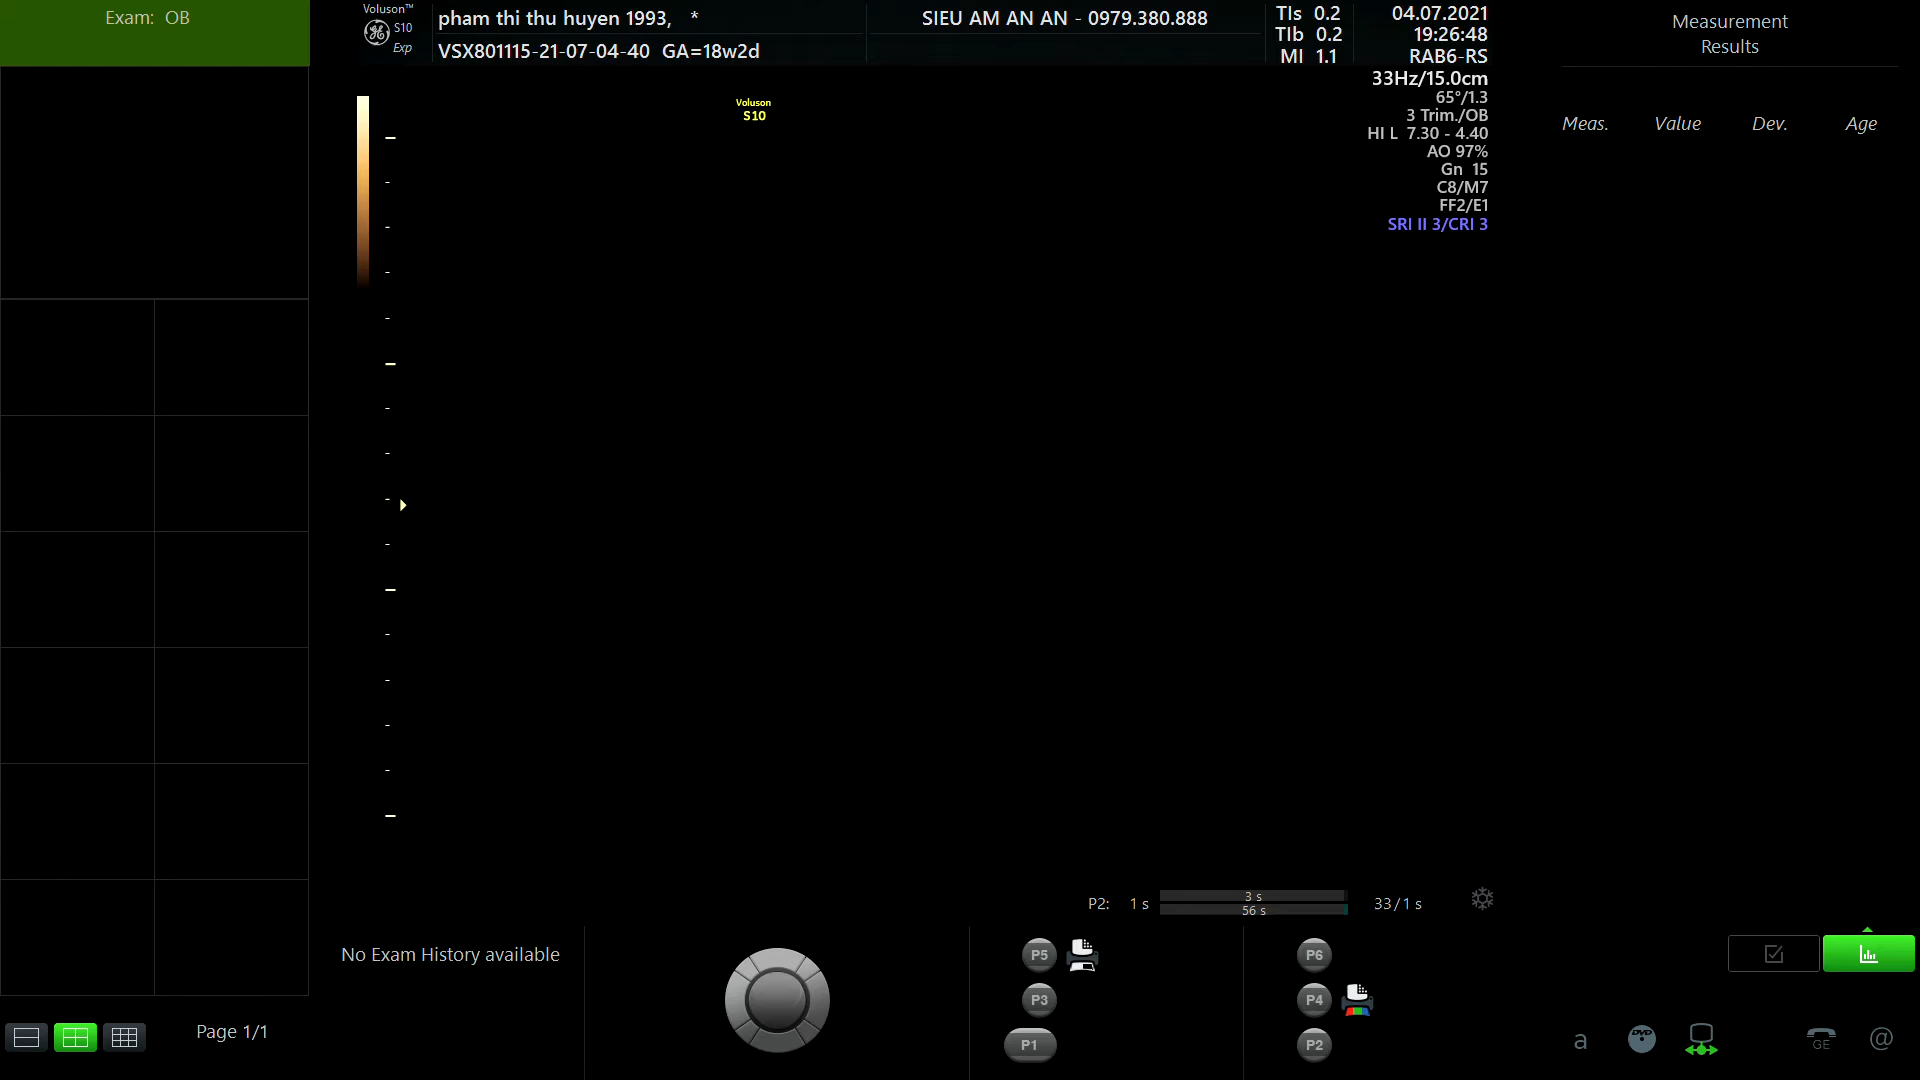 Exam: OB
Voluson™
S10
Exp
pham thi thu huyen 1993, *
VSX801115-21-07-04-40 GA=18w2d
SIEU AM AN AN - 0979.380.888
TIs 0.2
TIb 0.2
MI 1.1
04.07.2021
19:26:48
RAB6-RS
33Hz/15.0cm
65°/1.3
3 Trim./OB
HI L 7.30 - 4.40
AO 97%
Gn 15
C8/M7
FF2/E1
SRI II 3/CRI 3
Voluson
S10
Measurement
Results
Meas. Value Dev. Age
P2: 1 s
3 s
56 s
33/1 s
No Exam History available
P5
P3
P1
P6
P4
P2
Page 1/1
a
DVD
GE
@